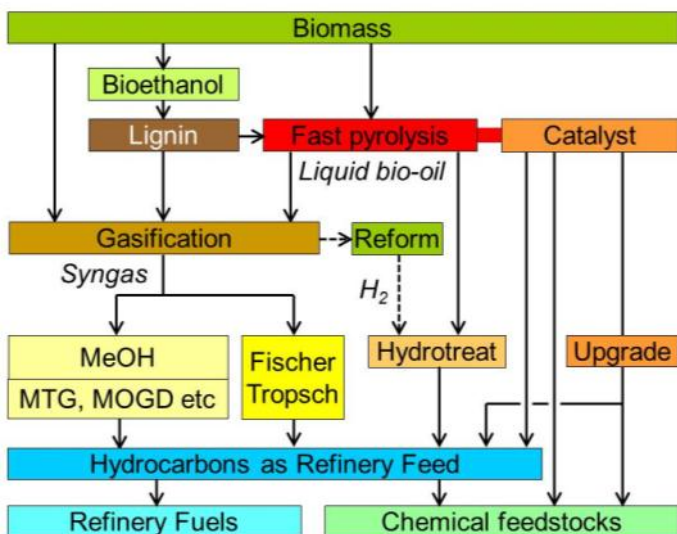 Biomass
Bioethanol
Lignin
Fast pyrolysis
Catalyst
Liquid bio-oil
Gasification
Reform
Syngas
H2
MeOH
MTG, MOGD etc
Fischer
Tropsch
Hydrotreat
Upgrade
Hydrocarbons as Refinery Feed
Refinery Fuels
Chemical feedstocks